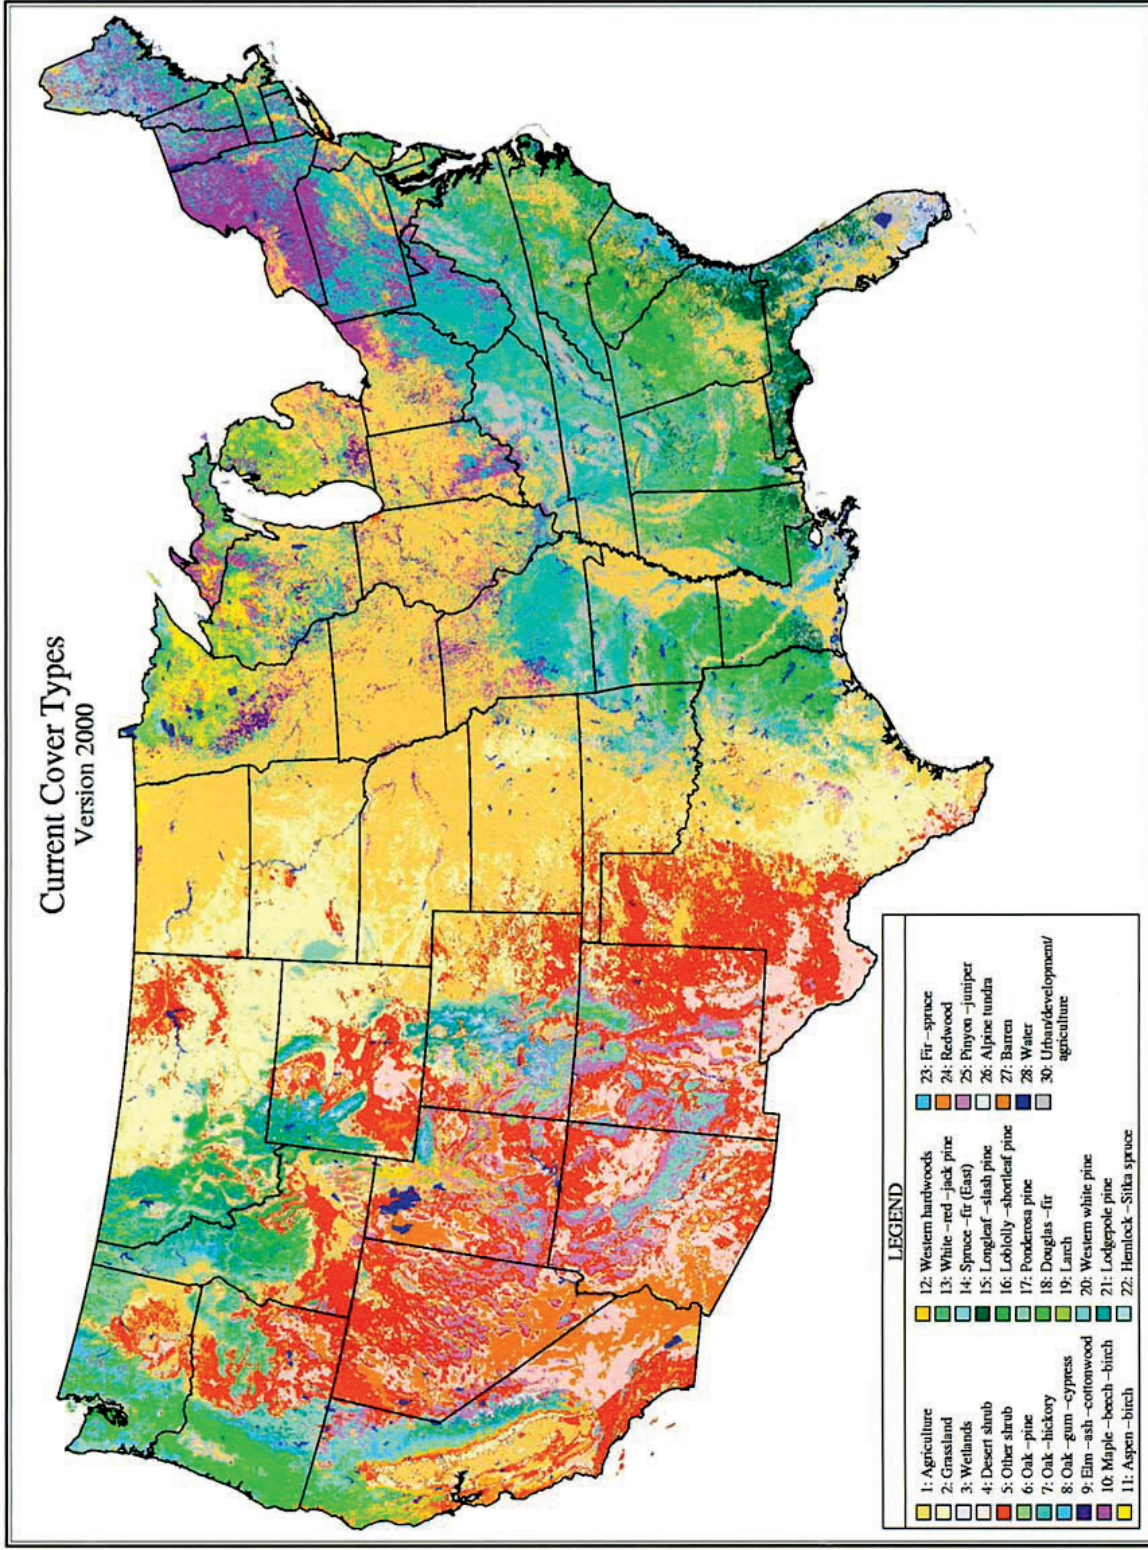 Current Cover Types
Version 2000
LEGEND
1: Agriculture
2: Grassland
3: Wetlands
4: Desert shrub
5: Other shrub
6: Oak –pine
7: Oak –hickory
8: Oak –gum –cypress
9: Elm –ash –cottonwood
10: Maple –beech –birch
11: Aspen –birch
12: Western hardwoods
13: White –red –jack pine
14: Spruce –fir (East)
15: Longleaf –slash pine
16: Loblolly –shortleaf pine
17: Ponderosa pine
18: Douglas –fir
19: Larch
20: Western white pine
21: Lodgepole pine
22: Hemlock –Sitka spruce
23: Fir –spruce
24: Redwood
25: Pinyon –juniper
26: Alpine tundra
27: Barren
28: Water
30: Urban/development/
agriculture